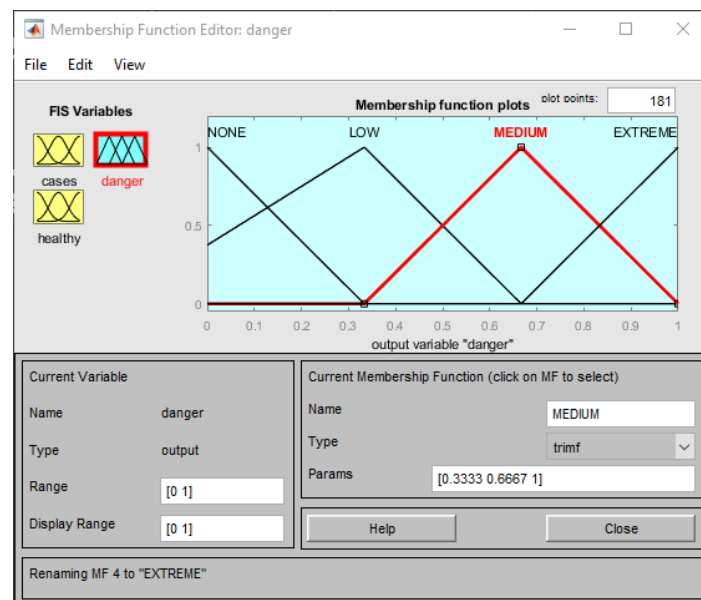 Membership Function Editor: danger
File Edit View
FIS Variables
cases danger
healthy
Membership function plots plot points: 181
NONE LOW MEDIUM EXTREME
1
0.5
0
0 0.1 0.2 0.3 0.4 0.5 0.6 0.7 0.8 0.9 1
output variable "danger"
Current Variable
Name danger
Type output
Range [0 1]
Display Range [0 1]
Current Membership Function (click on MF to select)
Name MEDIUM
Type trimf
Params [0.3333 0.6667 1]
Help Close
Renaming MF 4 to "EXTREME"